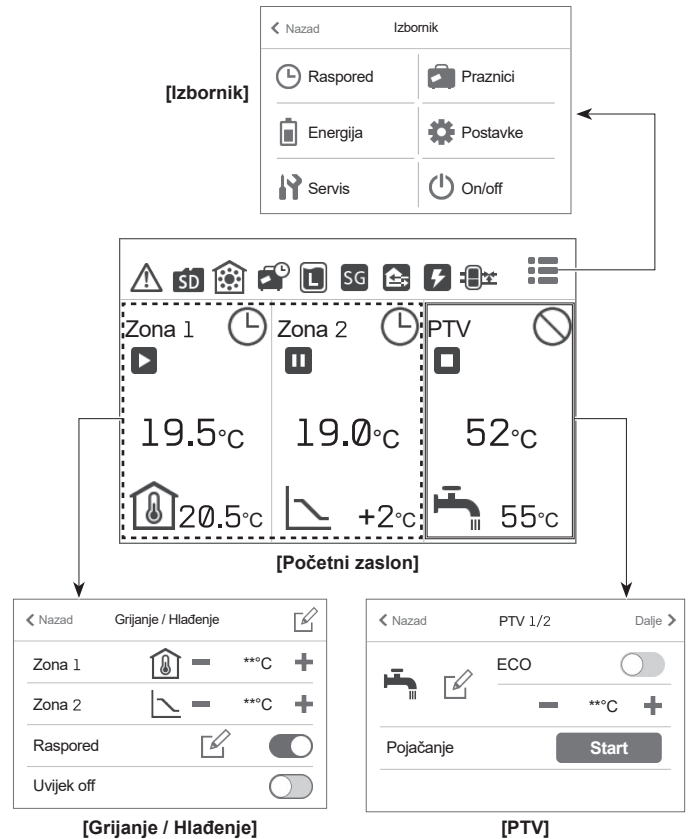 Nazad Izbornik
[Izbornik]
Raspored Praznici
Energija Postavke
Servis On/off
SD L SG
Zona 1 Zona 2 PTV
19.5°C 19.0°C 52°C
20.5°C +2°C 55°C
[Početni zaslon]
Nazad Grijanje / Hlađenje
Zona 1 **°C
Zona 2 **°C
Raspored
Uvijek off
[Grijanje / Hlađenje]
Nazad PTV 1/2 Dalje
ECO
**°C
Pojačanje Start
[PTV]